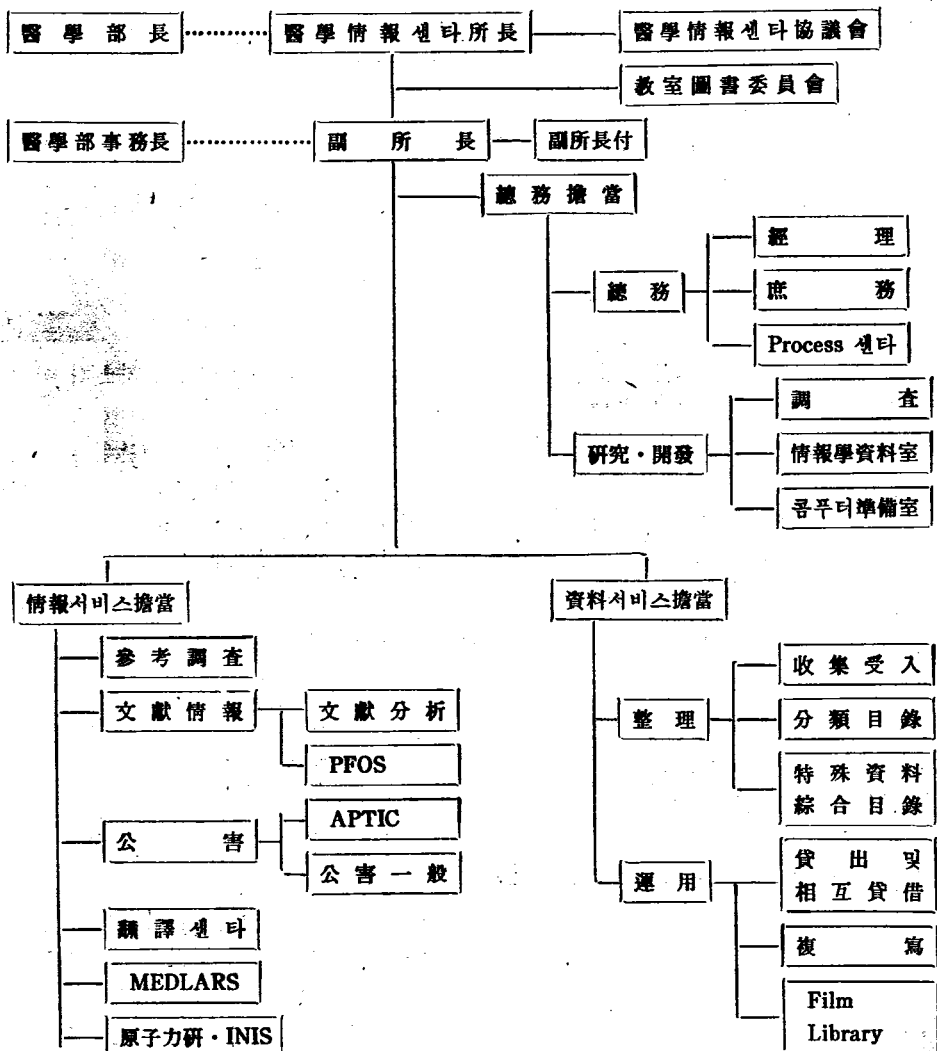 醫學部長
醫學情報센타所長
醫學情報센타協議會
敎室圖書委員會
醫學部事務長
副所長
副所長付
總務擔當
總務
經理
庶務
Process 센타
硏究・開發
調査
情報學資料室
콤푸터準備室
情報서비스擔當
參考調査
文獻情報
文獻分析
PFOS
公害
APTIC
公害一般
飜譯센타
MEDLARS
原子力硏・INIS
資料서비스擔當
整理
收集受入
分類目錄
特殊資料
綜合目錄
運用
貸出 및
相互貸借
複寫
Film
Library